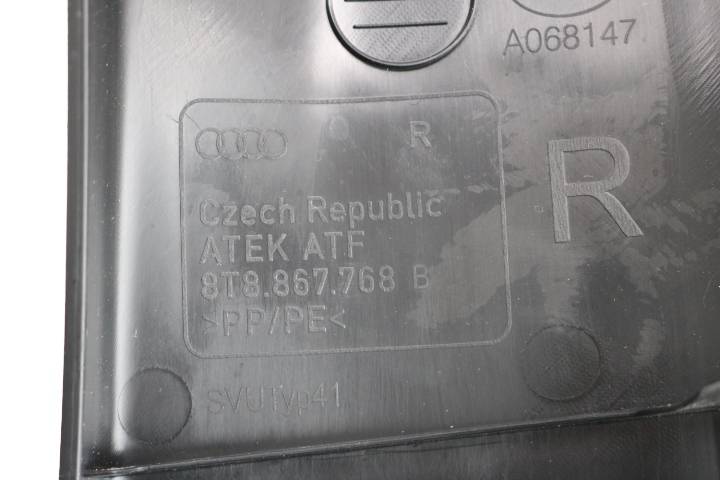 A068147
R
R
Czech Republic
ATEK ATF
8T8.867.768 B
>PP/PE<
SVUTyp41